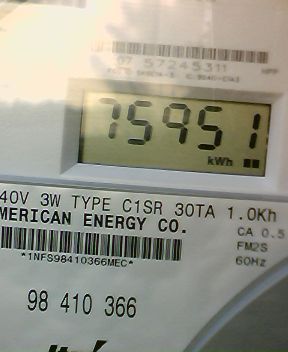 07 57245311
75951
kWh
40V 3W TYPE C1SR 30TA 1.0Kh
MERICAN ENERGY CO.
CA 0.5
FM2S
60Hz
*1NFS98410366MEC*
98 410 366